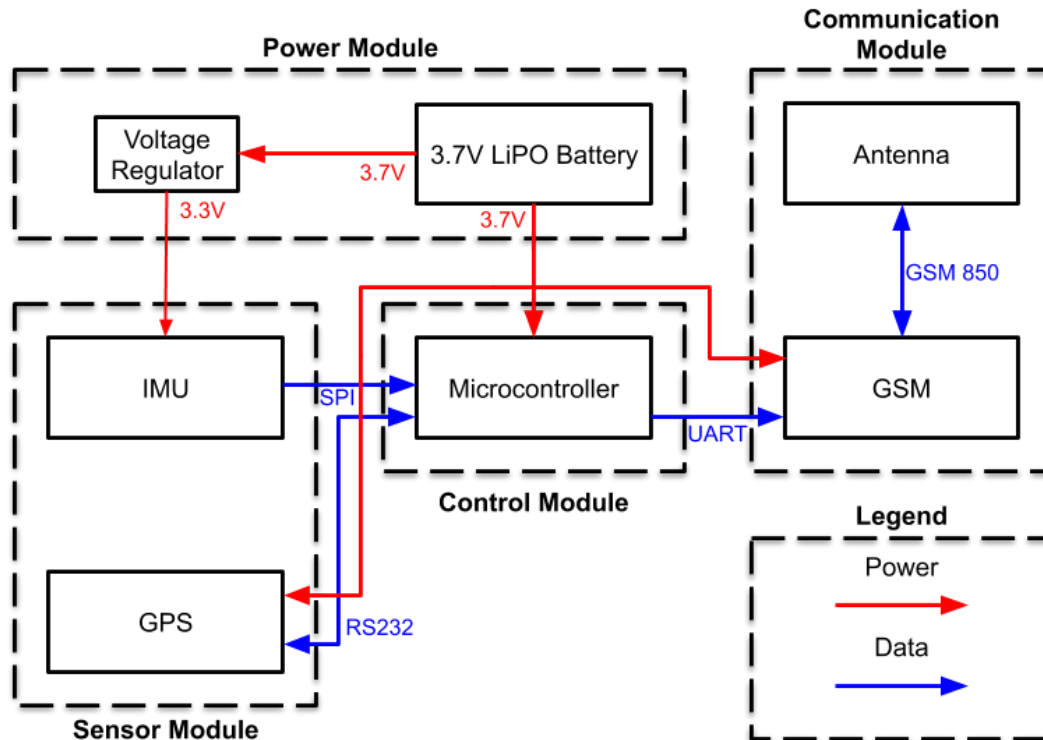 Communication
Module
Power Module
Voltage
Regulator
3.7V LiPO Battery
Antenna
3.7V
3.3V
3.7V
GSM 850
IMU
Microcontroller
GSM
SPI
UART
Control Module
Legend
Power
GPS
RS232
Data
Sensor Module